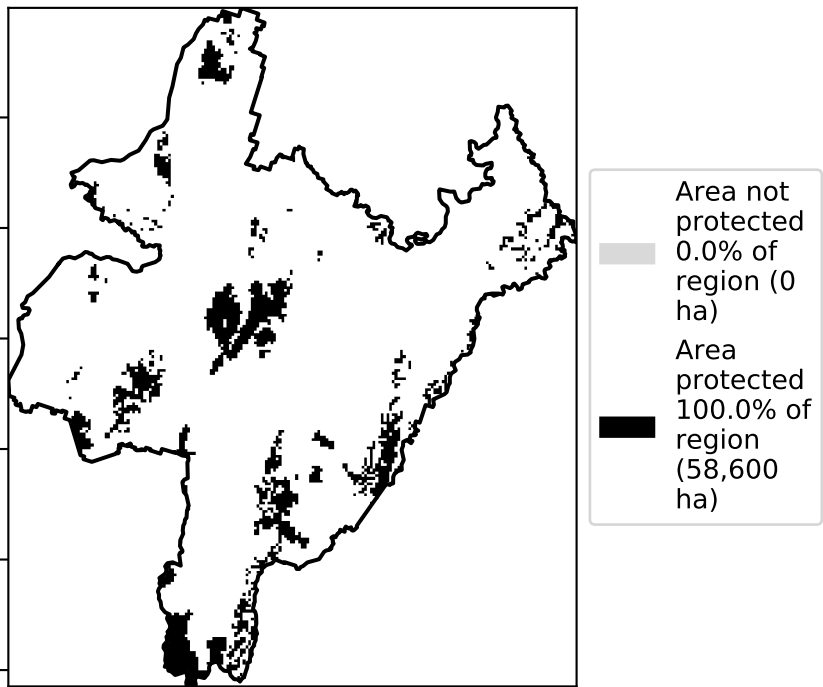 Area not
protected
0.0% of
region (0
ha)
Area
protected
100.0% of
region
(58,600
ha)